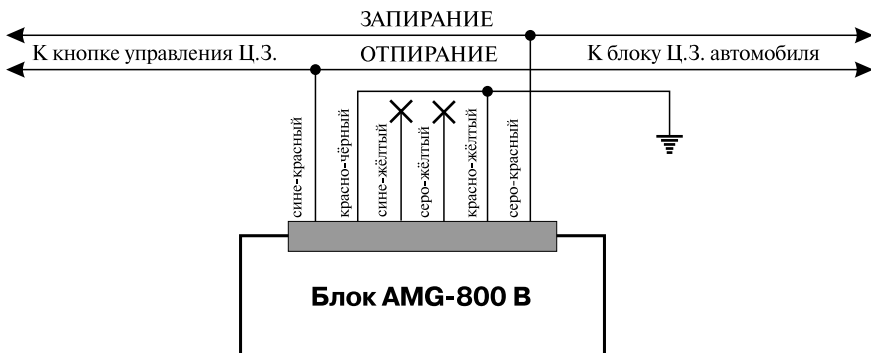 ЗАПИРАНИЕ
К кнопке управления Ц.З.
ОТПИРАНИЕ
К блоку Ц.З. автомобиля
сине-красный
красно-чёрный
сине-жёлтый
серо-жёлтый
красно-жёлтый
серо-красный
Блок AMG-800 B